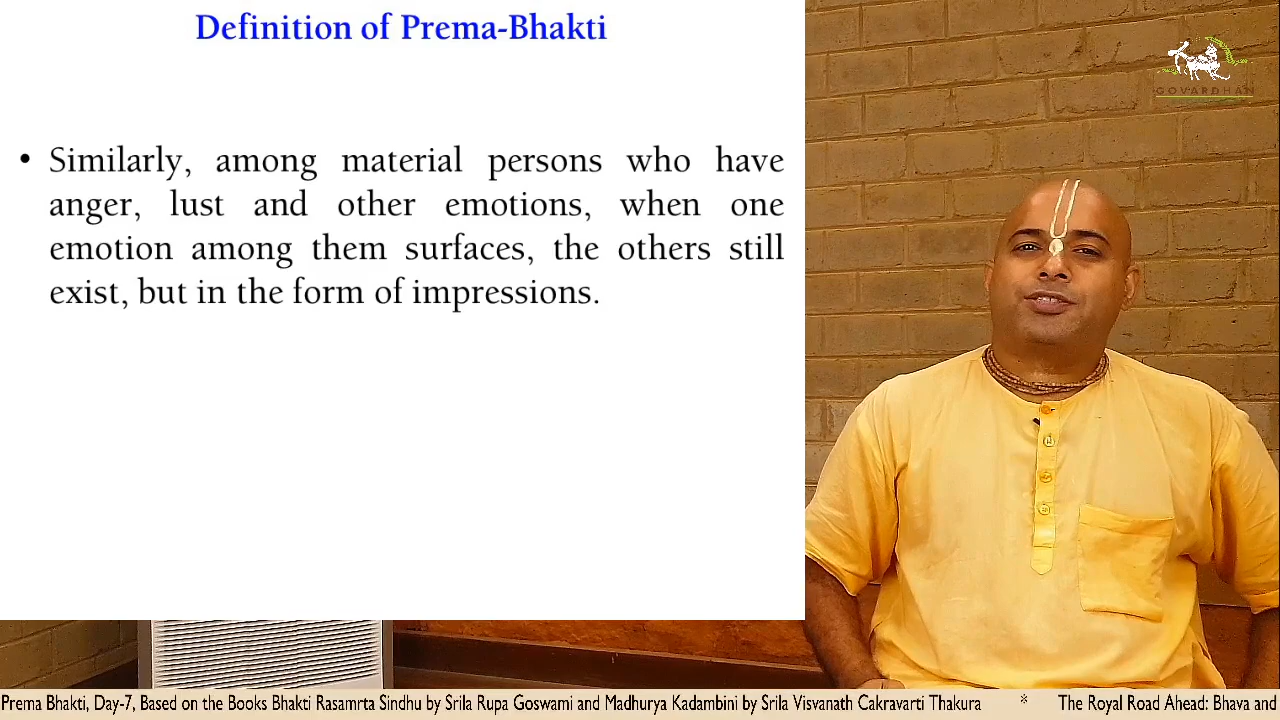 Definition of Prema-Bhakti
• Similarly, among material persons who have
anger, lust and other emotions, when one
emotion among them surfaces, the others still
exist, but in the form of impressions.
GOVARDHAN
Prema Bhakti, Day-7, Based on the Books Bhakti Rasamrta Sindhu by Srila Rupa Goswami and Madhurya Kadambini by Srila Visvanath Cakravarti Thakura * The Royal Road Ahead: Bhava and